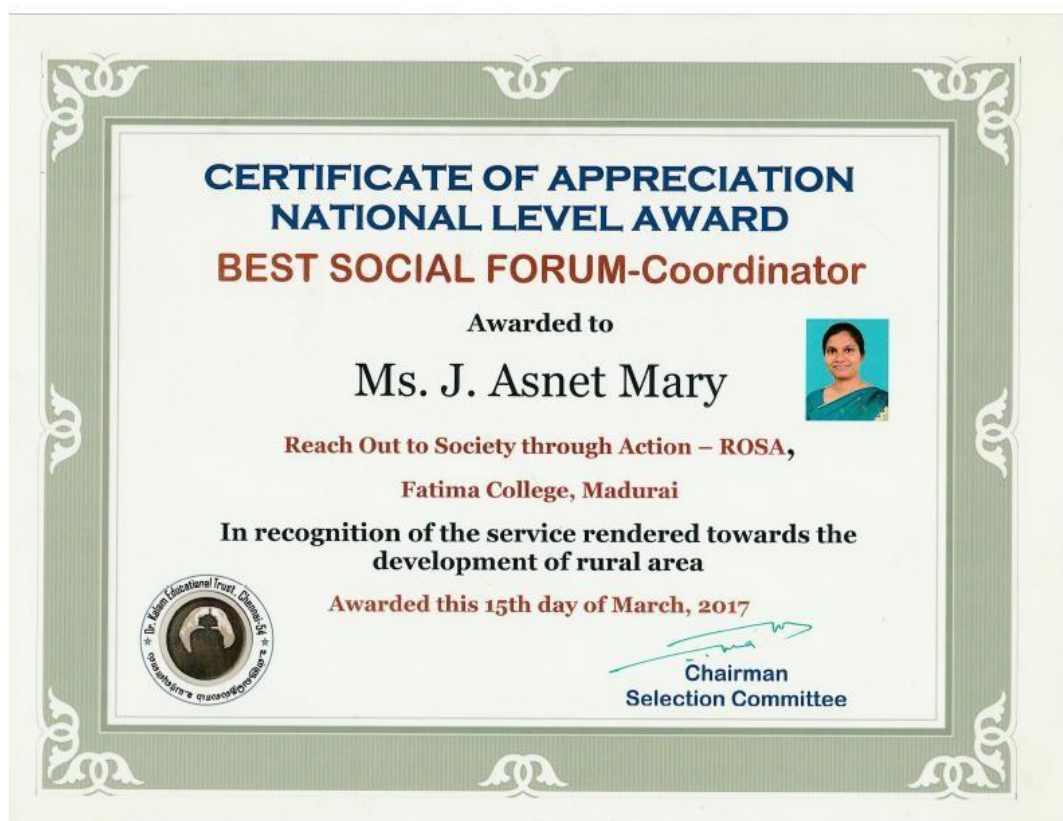 CERTIFICATE OF APPRECIATION
NATIONAL LEVEL AWARD
BEST SOCIAL FORUM-Coordinator
Awarded to
Ms. J. Asnet Mary
Reach Out to Society through Action – ROSA,
Fatima College, Madurai
In recognition of the service rendered towards the
development of rural area
Awarded this 15th day of March, 2017
Dr. Kalam Educational Trust, Chennai-54
Chairman
Selection Committee